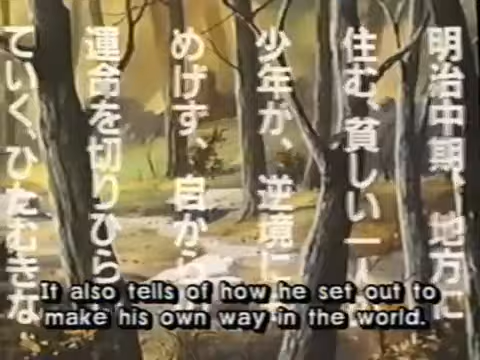 明治中期、地方に
住む、貧しい一人
少年が、逆境に
めげず、自から
運命を切りひら
ていく、ひたむきな
It also tells of how he set out to
make his own way in the world.